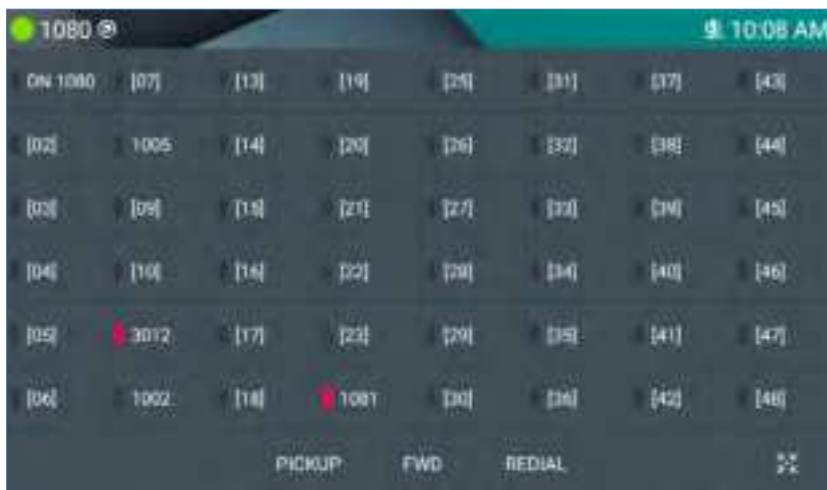 1080 10:08 AM
DN 1080 [07] [13] [19] [25] [31] [37] [43]
[02] 1005 [14] [20] [26] [32] [38] [44]
[03] [09] [15] [21] [27] [33] [39] [45]
[04] [10] [16] [22] [28] [34] [40] [46]
[05] 3012 [17] [23] [29] [35] [41] [47]
[06] 1002 [18] 1081 [30] [36] [42] [48]
PICKUP FWD REDIAL